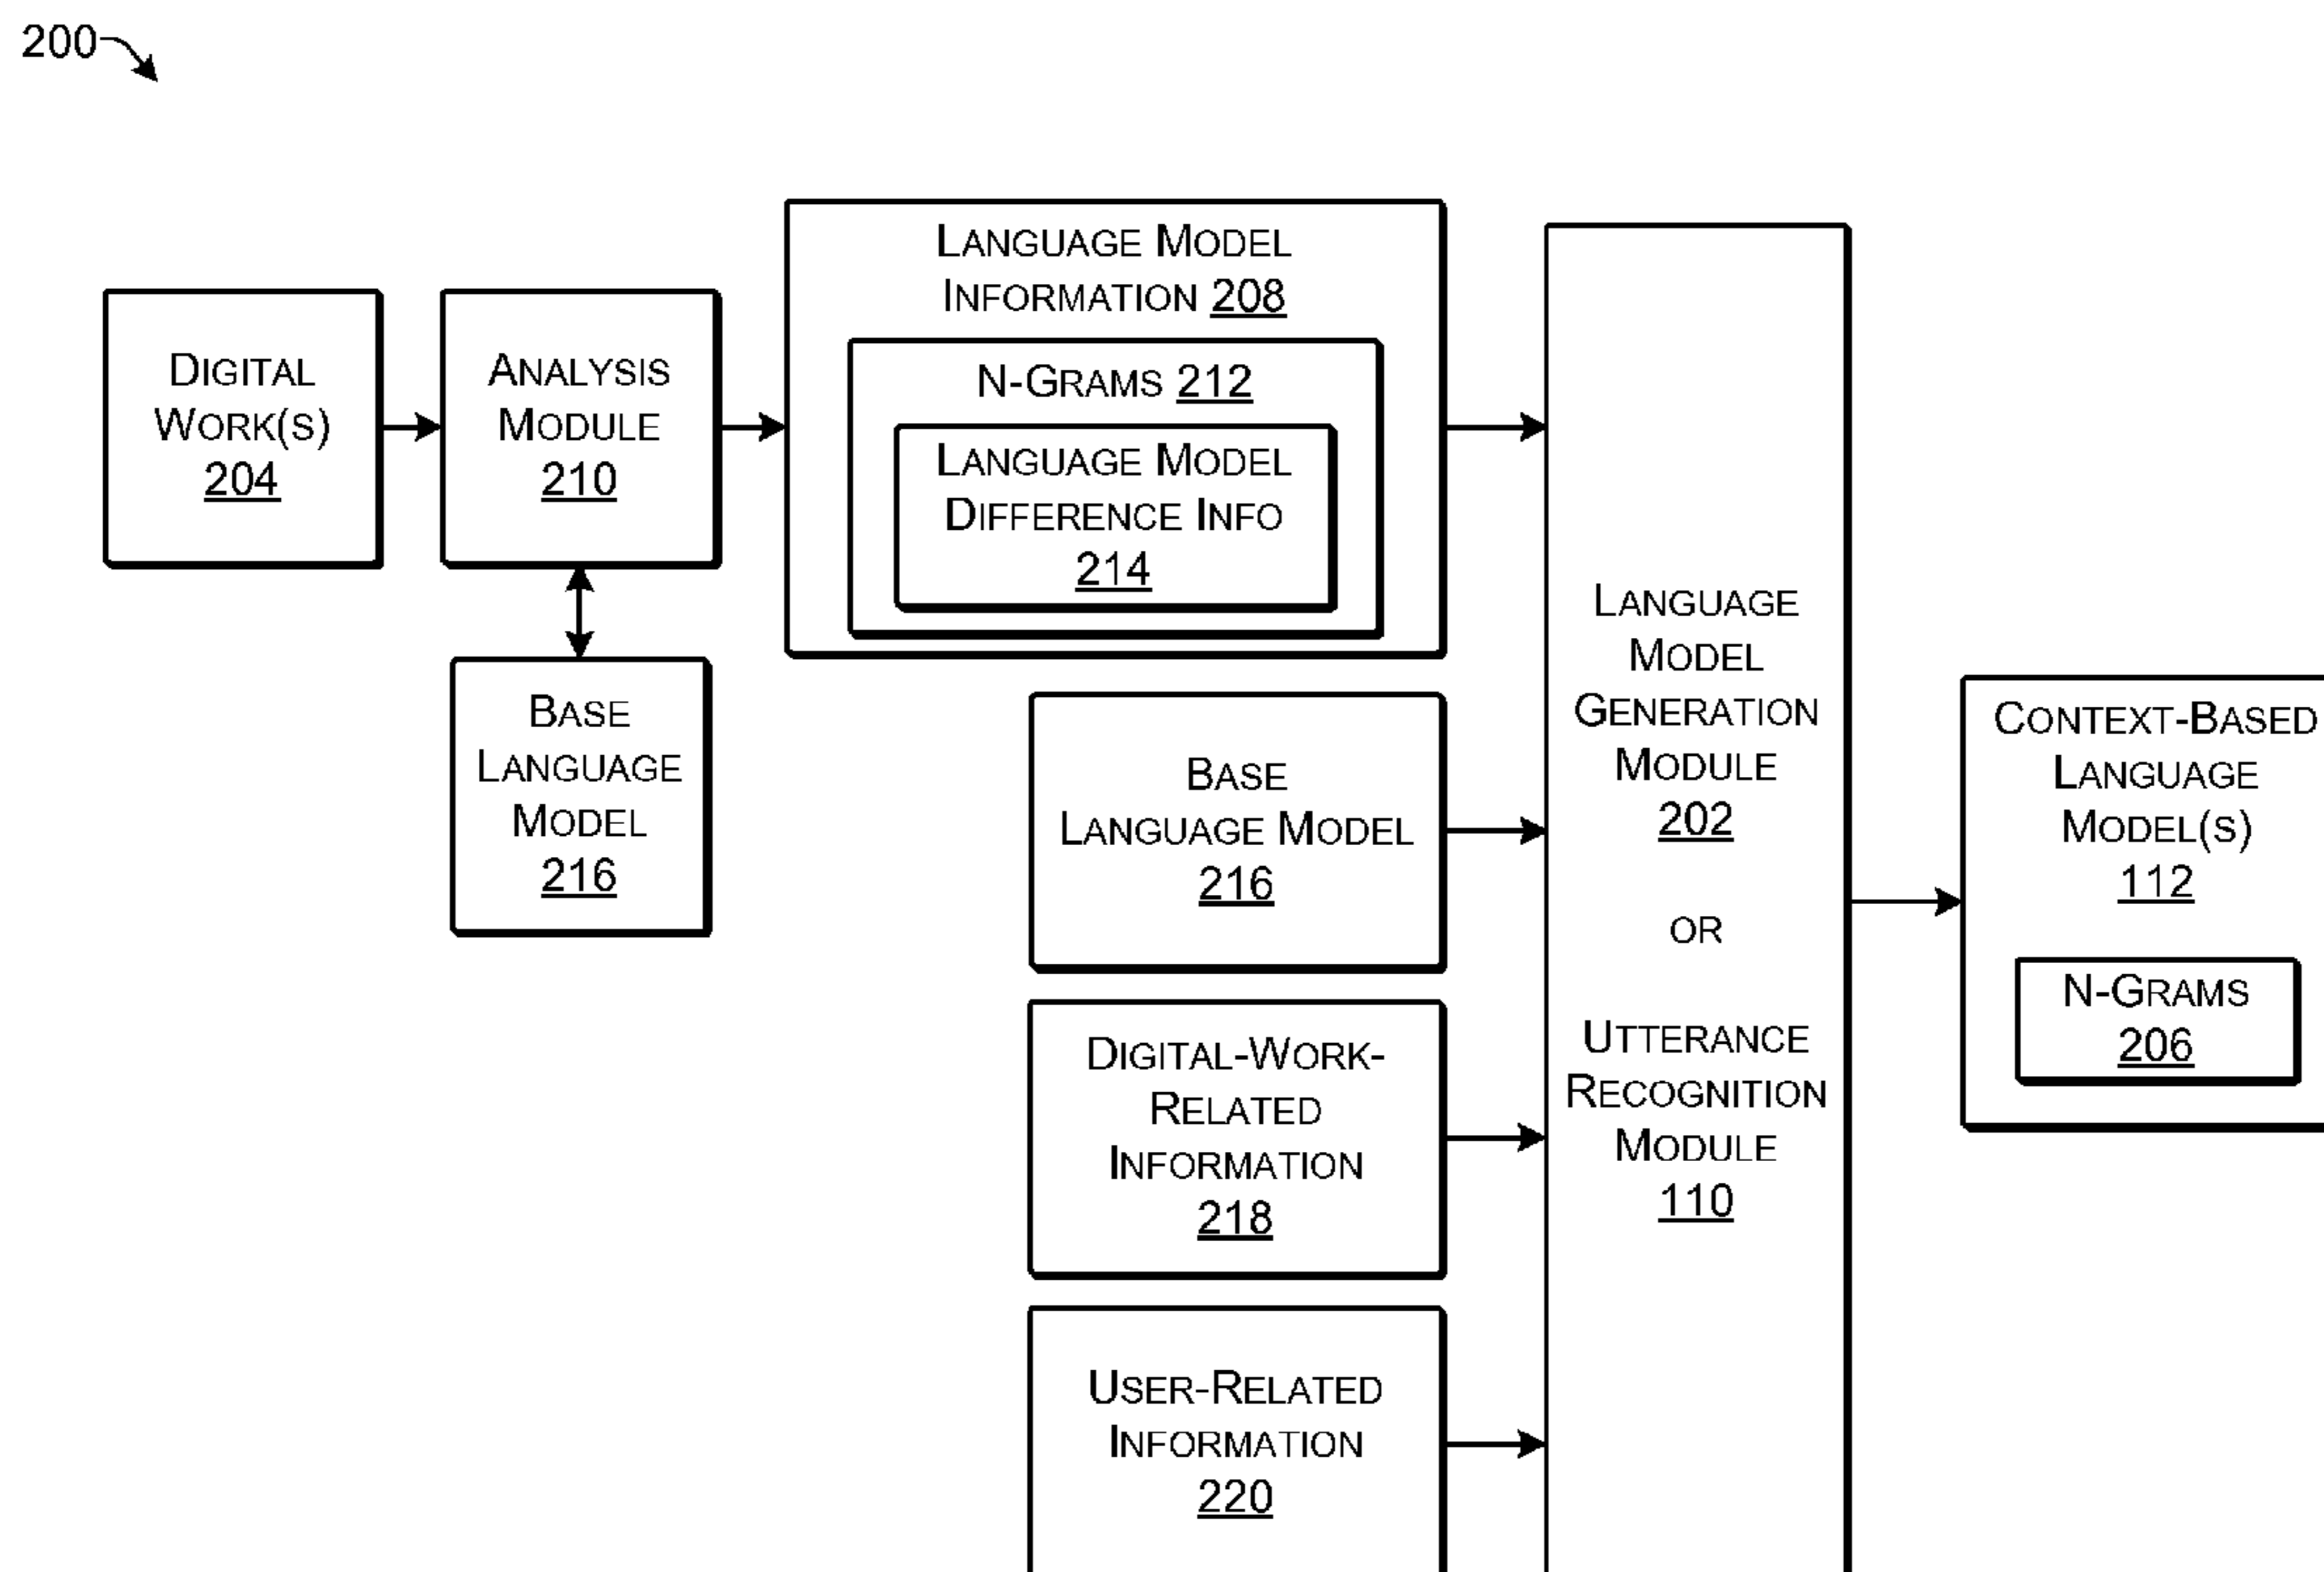 200
Digital
Work(s)
204
Analysis
Module
210
Base
Language
Model
216
Language Model
Information 208
N-Grams 212
Language Model
Difference Info
214
Base
Language Model
216
Digital-Work-
Related
Information
218
User-Related
Information
220
Language
Model
Generation
Module
202
or
Utterance
Recognition
Module
110
Context-Based
Language
Model(s)
112
N-Grams
206